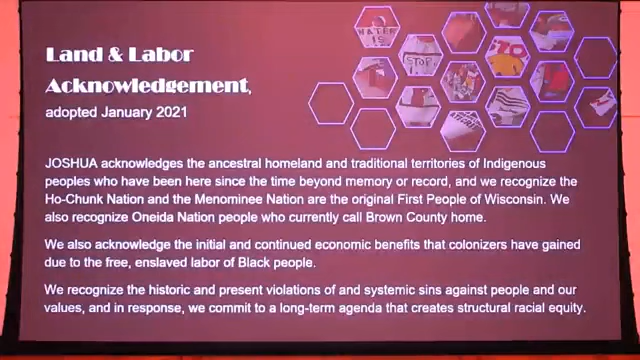 Land & Labor
Acknowledgement,
adopted January 2021
WATER
IS
STOP
JOSHUA acknowledges the ancestral homeland and traditional territories of Indigenous
peoples who have been here since the time beyond memory or record, and we recognize the
Ho-Chunk Nation and the Menominee Nation are the original First People of Wisconsin. We
also recognize Oneida Nation people who currently call Brown County home.
We also acknowledge the initial and continued economic benefits that colonizers have gained
due to the free, enslaved labor of Black people.
We recognize the historic and present violations of and systemic sins against people and our
values, and in response, we commit to a long-term agenda that creates structural racial equity.